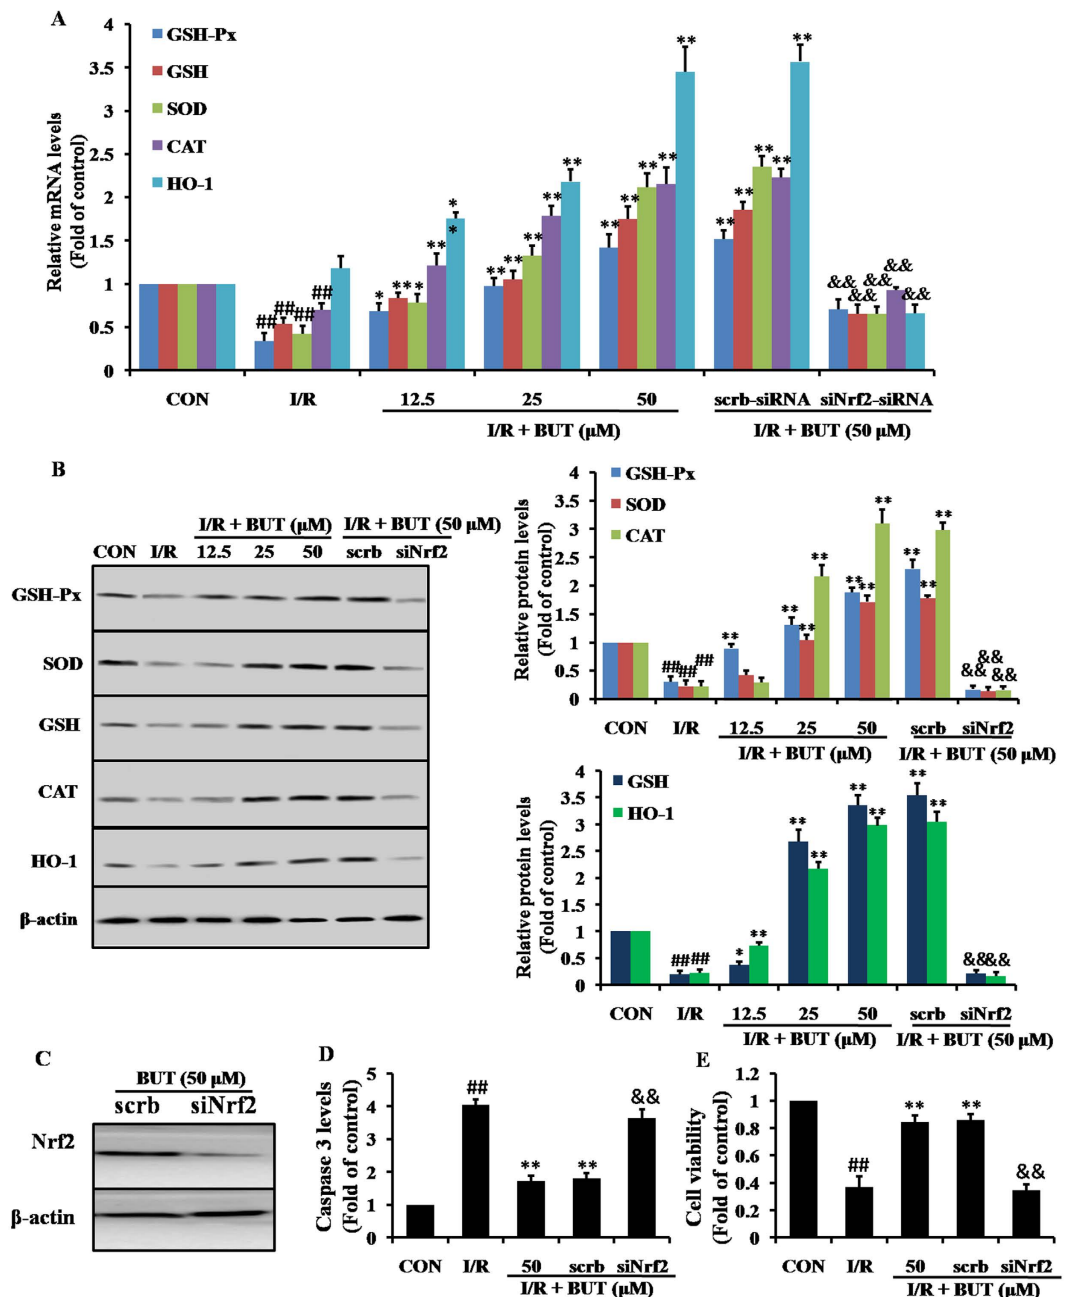 A
Relative mRNA levels
(Fold of control)
4
3.5
3
2.5
2
1.5
1
0.5
0
GSH-Px
GSH
SOD
CAT
HO-1
## ## ## ##
* ** * ** * *
** ** ** ** **
** ** ** ** **
** ** ** ** **
&& && && && &&
CON I/R 12.5 25 50 scrb-siRNA siNrf2-siRNA
I/R + BUT (μM) I/R + BUT (50 μM)
B
I/R + BUT (μM) I/R + BUT (50 μM)
CON I/R 12.5 25 50 scrb siNrf2
GSH-Px
SOD
GSH
CAT
HO-1
β-actin
Relative protein levels
(Fold of control)
4
3.5
3
2.5
2
1.5
1
0.5
0
GSH-Px
SOD
CAT
## ## ##
**
** ** **
** ** **
** ** **
&& && &&
CON I/R 12.5 25 50 scrb siNrf2
I/R + BUT (μM) I/R + BUT (50 μM)
Relative protein levels
(Fold of control)
4
3.5
3
2.5
2
1.5
1
0.5
0
GSH
HO-1
## ##
* **
** **
** **
** **
&& &&
CON I/R 12.5 25 50 scrb siNrf2
I/R + BUT (μM) I/R + BUT (50 μM)
C
BUT (50 μM)
scrb siNrf2
Nrf2
β-actin
D
Caspase 3 levels
(Fold of control)
5
4
3
2
1
0
## ** ** &&
CON I/R 50 scrb siNrf2
I/R + BUT (μM)
E
Cell viability
(Fold of control)
1.2
1
0.8
0.6
0.4
0.2
0
## ** ** &&
CON I/R 50 scrb siNrf2
I/R + BUT (μM)